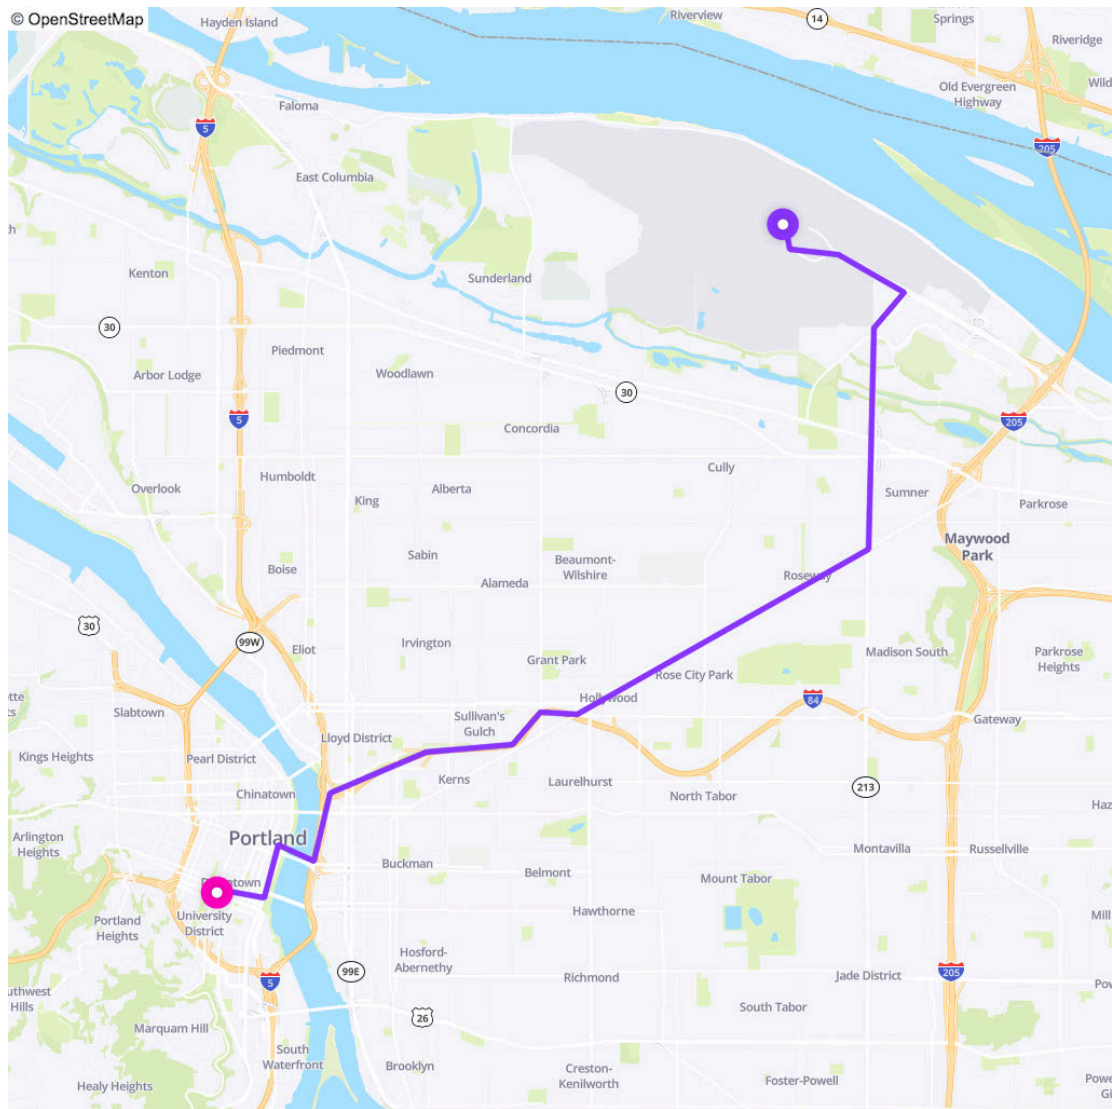 © OpenStreetMap
Hayden Island
Riverview
14
Springs
Riveridge
Old Evergreen
Highway
Faloma
5
205
East Columbia
Kenton
Sunderland
30
Piedmont
Arbor Lodge
Woodlawn
30
5
205
Concordia
Cully
Humboldt
Alberta
Overlook
King
Sumner
Parkrose
Maywood
Park
Sabin
Beaumont-
Wilshire
Boise
Alameda
Roseway
30
99W
Eliot
Irvington
Grant Park
Madison South
Parkrose
Heights
Rose City Park
Hollywood
84
Slabtown
Sullivan's
Gulch
Gateway
Lloyd District
Kings Heights
Pearl District
Kerns
Laurelhurst
213
Chinatown
North Tabor
Arlington
Heights
Portland
Buckman
Montavilla
Russellville
Belmont
Mount Tabor
University
District
Portland
Heights
Hawthorne
Hosford-
Abernethy
5
99E
Richmond
Jade District
205
Hills
South Tabor
Marquam Hill
26
South
Waterfront
Brooklyn
Creston-
Kenilworth
Foster-Powell
Healy Heights